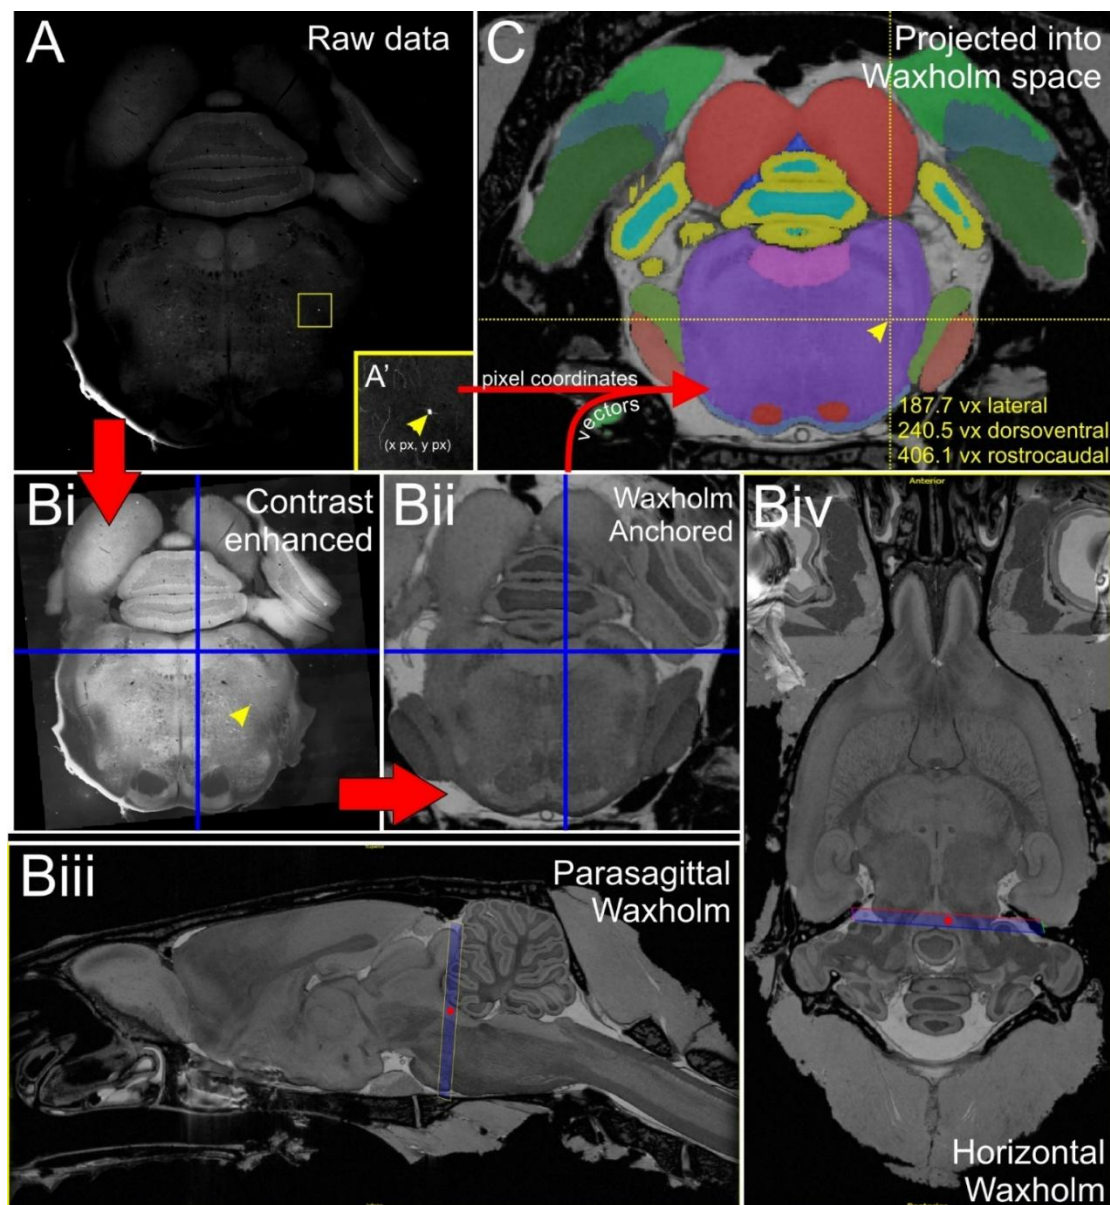 A
Raw data
A'
(x px, y px)
C
Projected into
Waxholm space
pixel coordinates
vectors
187.7 vx lateral
240.5 vx dorsoventral
406.1 vx rostrocaudal
Bi
Contrast
enhanced
Bii
Waxholm
Anchored
Biii
Parasagittal
Waxholm
Anterior
Biv
Horizontal
Waxholm